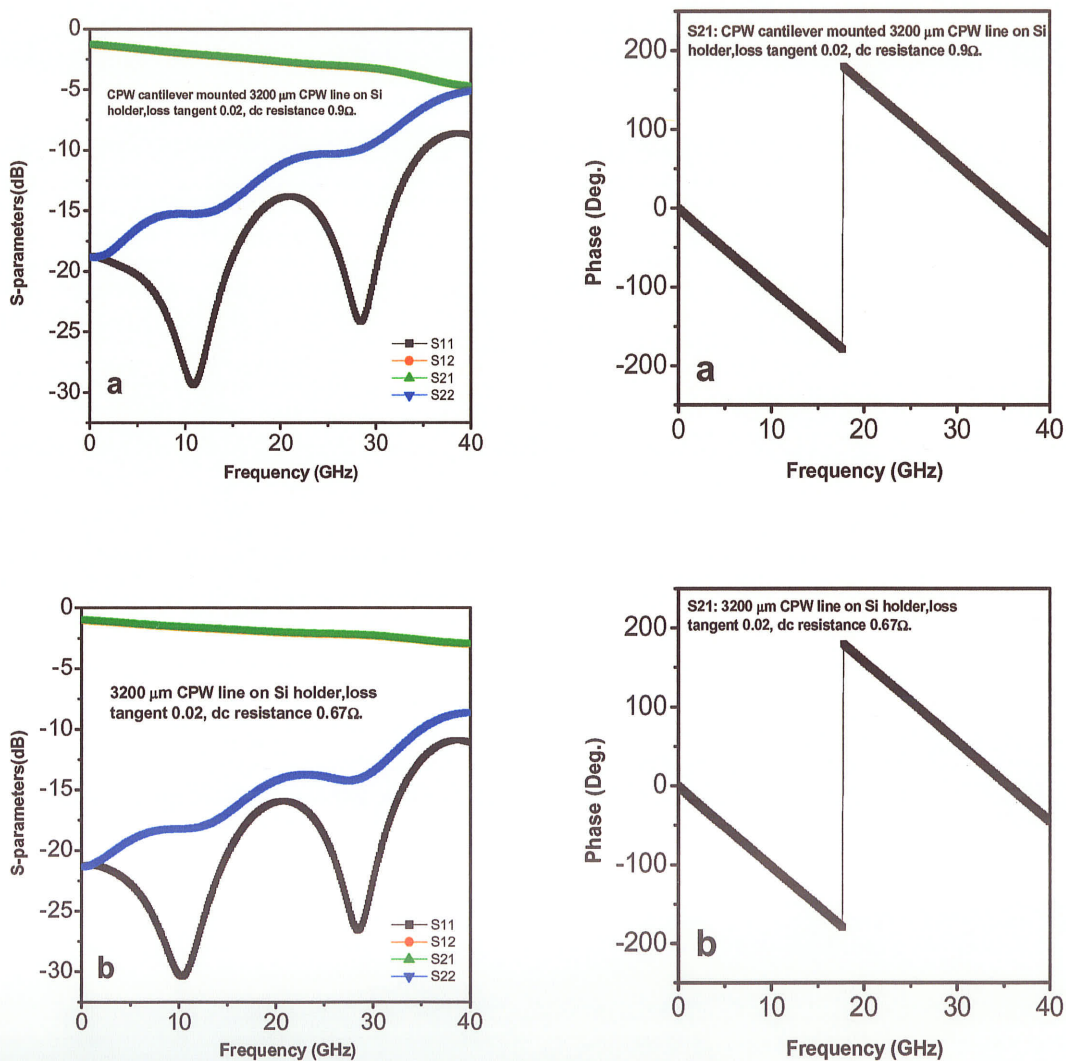 0
-5
-10
-15
-20
-25
-30
S-parameters(dB)
CPW cantilever mounted 3200 μm CPW line on Si
holder,loss tangent 0.02, dc resistance 0.9Ω.
S11
S12
S21
S22
a
0 10 20 30 40
Frequency (GHz)
200
100
0
-100
-200
Phase (Deg.)
S21: CPW cantilever mounted 3200 μm CPW line on Si
holder,loss tangent 0.02, dc resistance 0.9Ω.
a
0 10 20 30 40
Frequency (GHz)
0
-5
-10
-15
-20
-25
-30
S-parameters(dB)
3200 μm CPW line on Si holder,loss
tangent 0.02, dc resistance 0.67Ω.
S11
S12
S21
S22
b
0 10 20 30 40
Frequency (GHz)
200
100
0
-100
-200
Phase (Deg.)
S21: 3200 μm CPW line on Si holder,loss
tangent 0.02, dc resistance 0.67Ω.
b
0 10 20 30 40
Frequency (GHz)